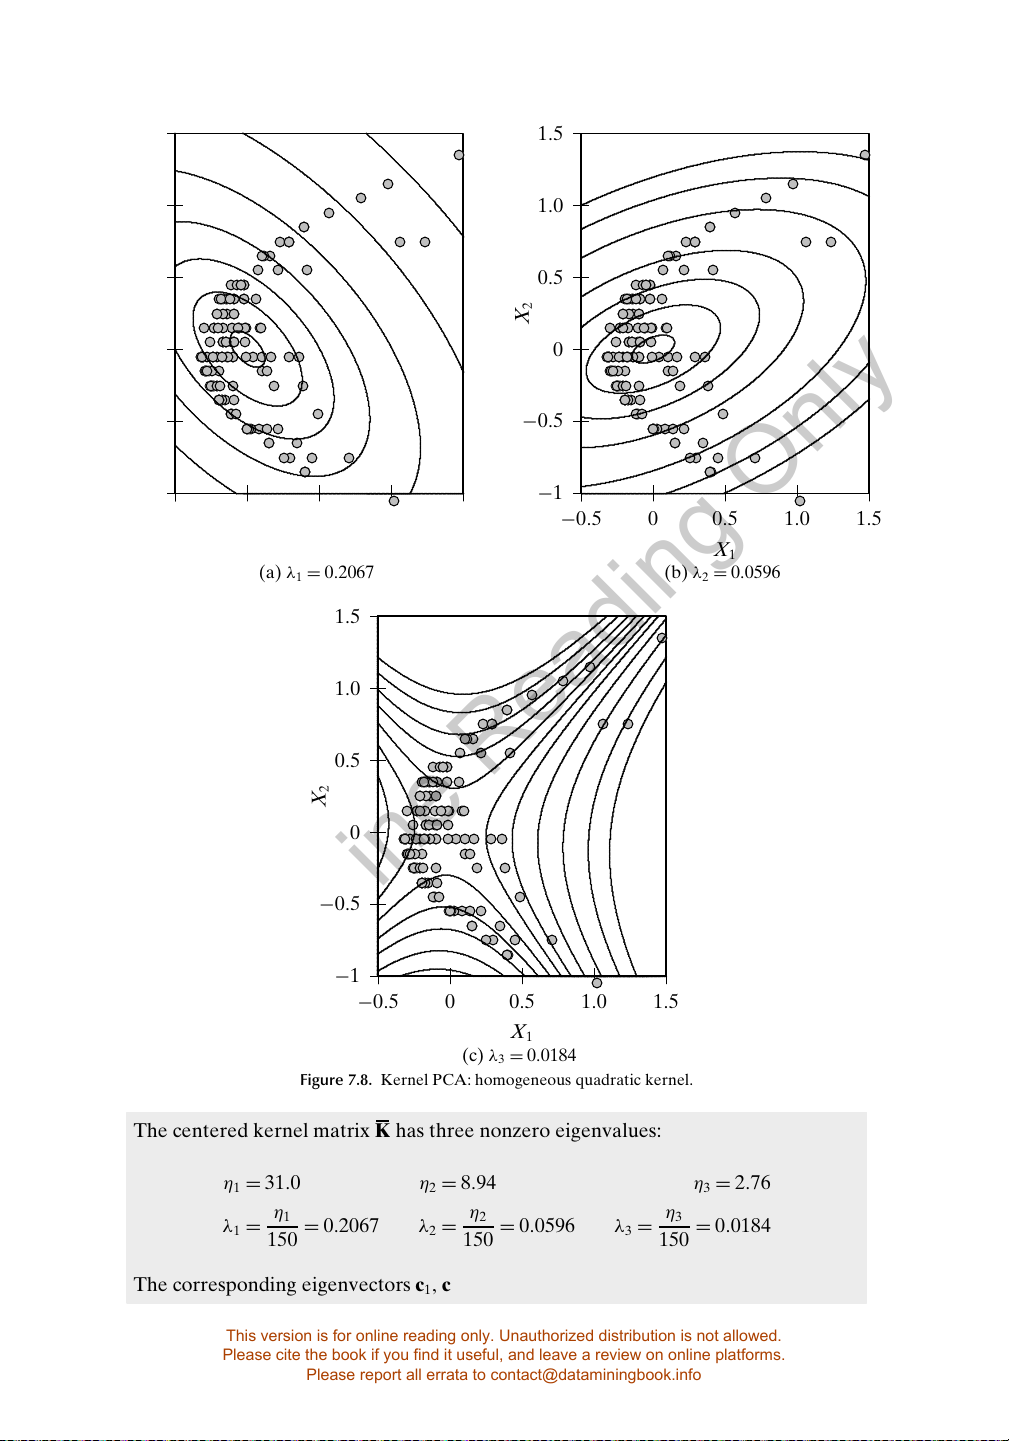 1.5
1.0
0.5
0
−0.5
−1
X2
−0.5 0 0.5 1.0 1.5
X1
(a) λ1 = 0.2067
(b) λ2 = 0.0596
1.5
1.0
0.5
0
−0.5
−1
X2
−0.5 0 0.5 1.0 1.5
X1
(c) λ3 = 0.0184
Figure 7.8. Kernel PCA: homogeneous quadratic kernel.
The centered kernel matrix K̅ has three nonzero eigenvalues:
η1 = 31.0 η2 = 8.94 η3 = 2.76
λ1 = η1/150 = 0.2067 λ2 = η2/150 = 0.0596 λ3 = η3/150 = 0.0184
The corresponding eigenvectors c1, c
This version is for online reading only. Unauthorized distribution is not allowed.
Please cite the book if you find it useful, and leave a review on online platforms.
Please report all errata to contact@dataminingbook.info
ine Reading Only